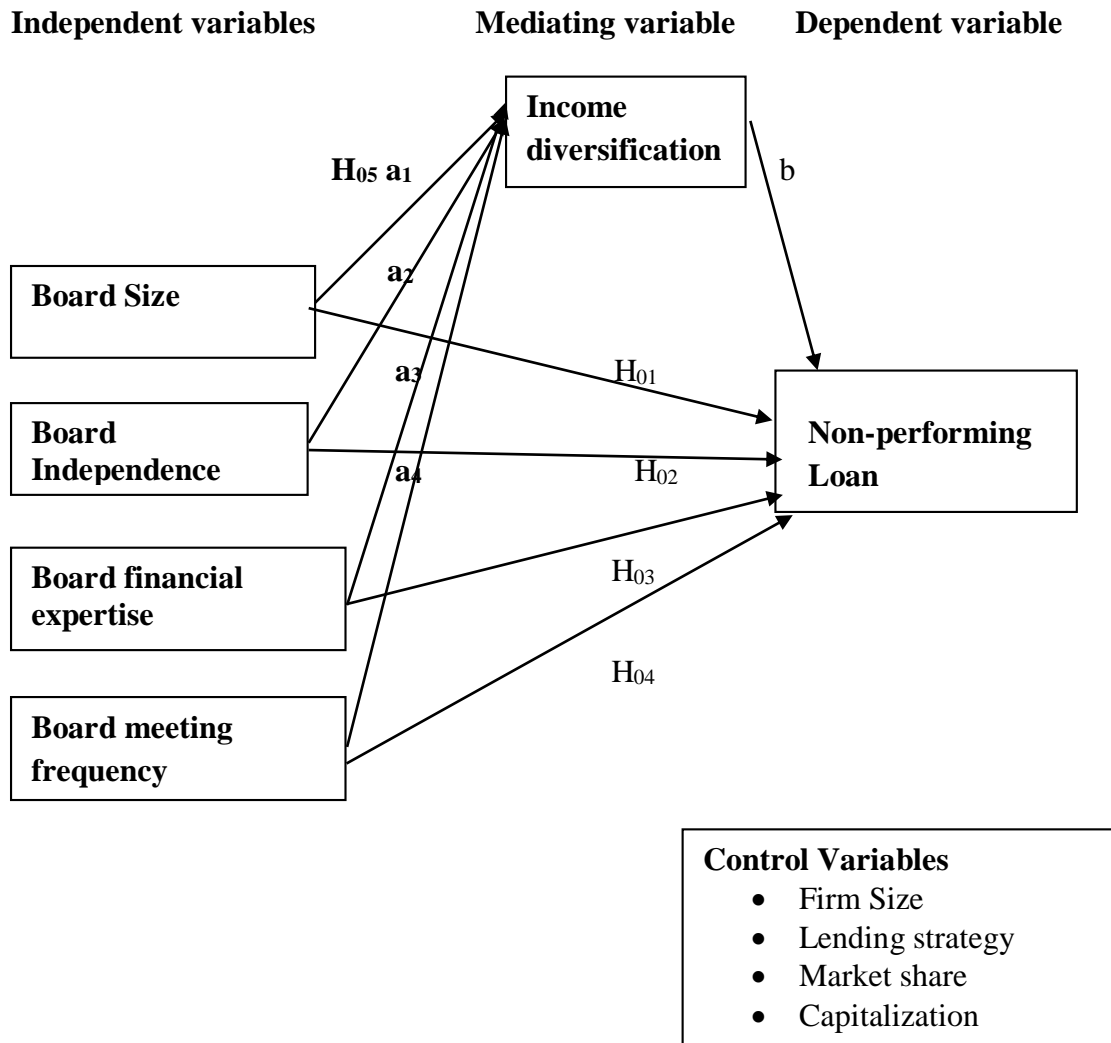 Independent variables
Mediating variable
Dependent variable
Income
diversification
H05 a1
b
a2
Board Size
a3
H01
Board
Independence
a4
H02
Non-performing
Loan
Board financial
expertise
H03
H04
Board meeting
frequency
Control Variables
• Firm Size
• Lending strategy
• Market share
• Capitalization